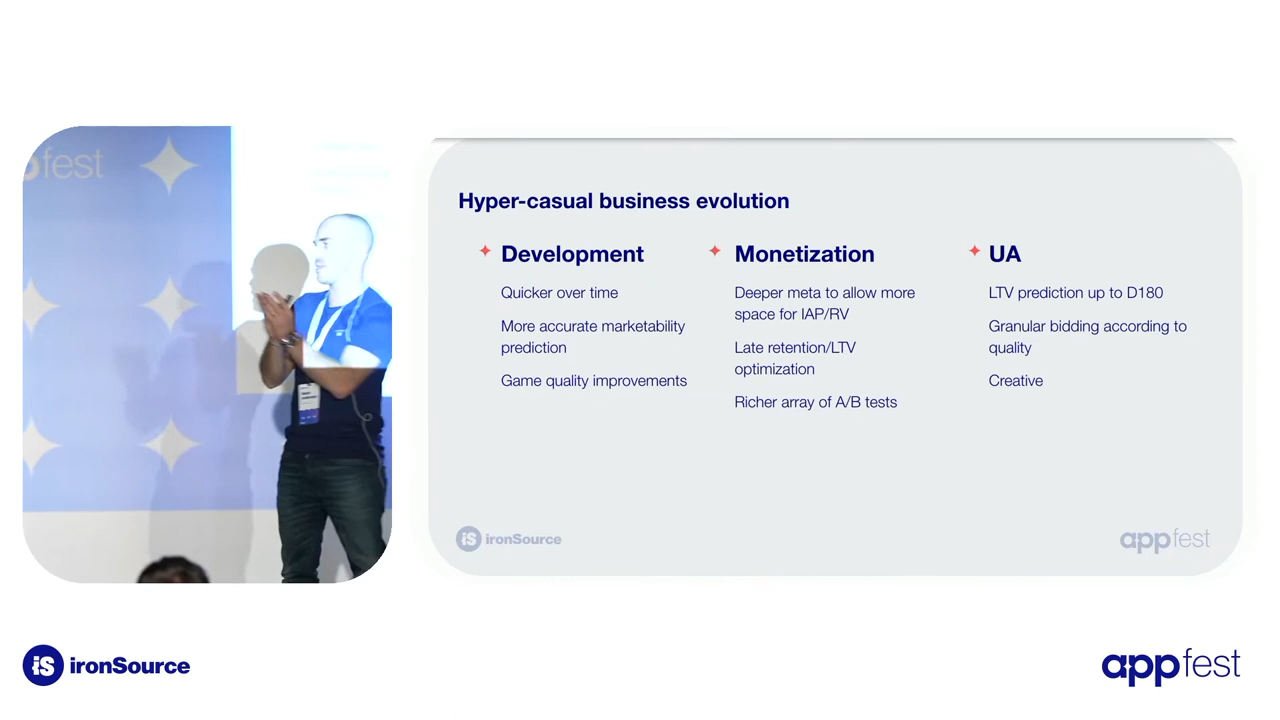 fest
Hyper-casual business evolution
Development
Quicker over time
More accurate marketability
prediction
Game quality improvements
Monetization
Deeper meta to allow more
space for IAP/RV
Late retention/LTV
optimization
Richer array of A/B tests
UA
LTV prediction up to D180
Granular bidding according to
quality
Creative
iS ironSource
appfest
iS ironSource
appfest